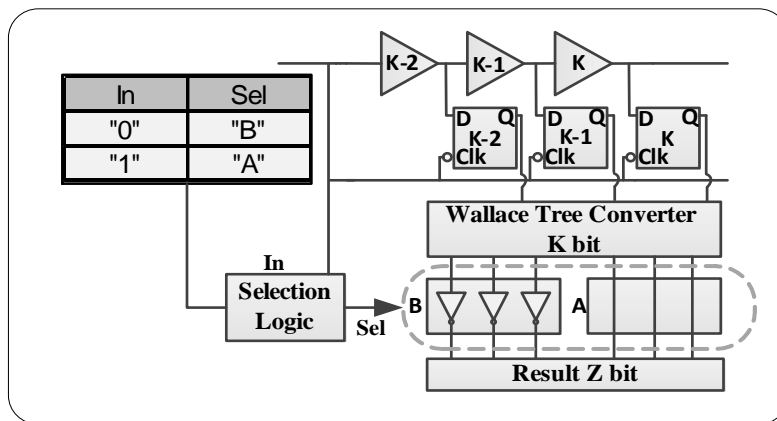 K-2 K-1 K
In Sel
"0" "B"
"1" "A"
D Q D Q D Q
K-2 K-1 K
Clk Clk Clk
Wallace Tree Converter
K bit
In
Selection
Logic
Sel
B A
Result Z bit